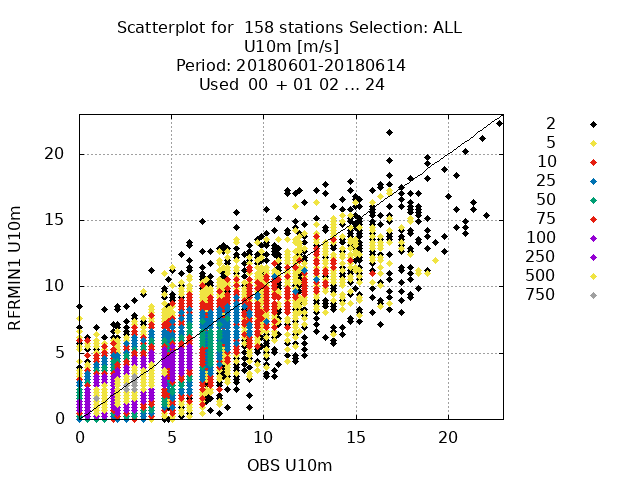 Scatterplot for  158 stations Selection: ALL
U10m [m/s]
Period: 20180601-20180614
Used  00 + 01 02 ... 24
RFRMIN1 U10m
20
15
10
5
0
0 5 10 15 20
OBS U10m
2
5
10
25
50
75
100
250
500
750